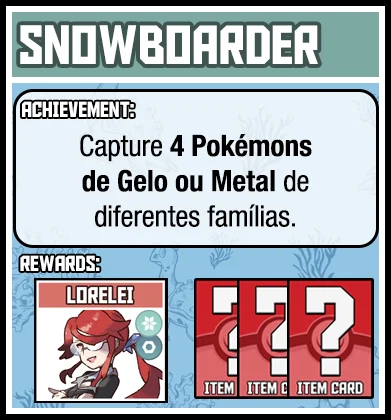 SNOWBOARDER
ACHIEVEMENT:
Capture 4 Pokémons
de Gelo ou Metal de
diferentes famílias.
REWARDS:
LORELEI
? ? ?
ITEM ITEM C ITEM CARD